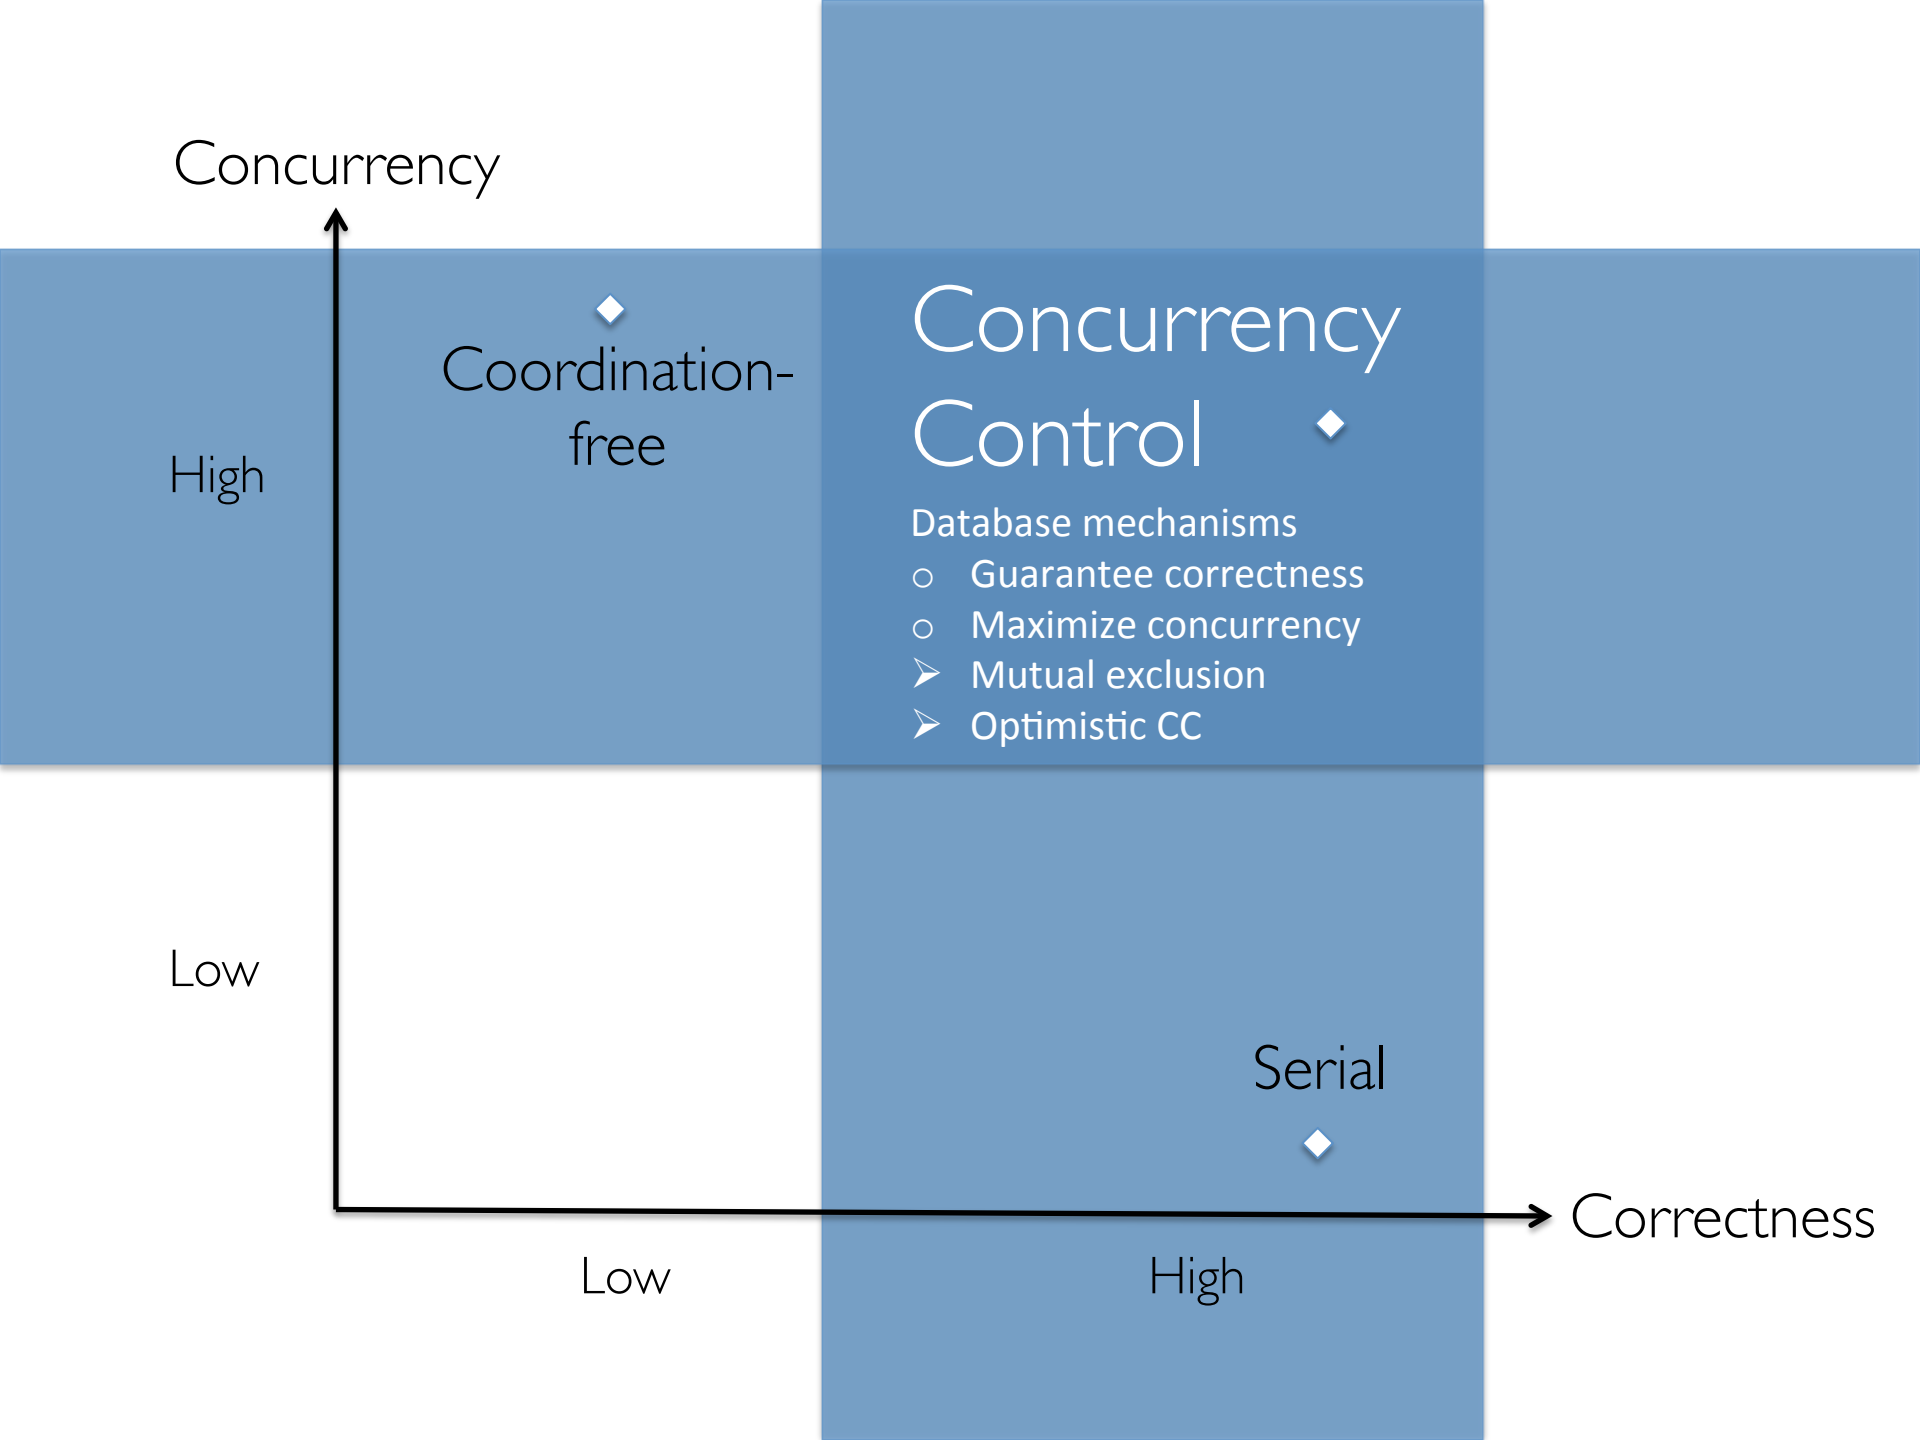 Concurrency
Concurrency
Control
Coordination-
free
High
Database mechanisms
o Guarantee correctness
o Maximize concurrency
➢ Mutual exclusion
➢ Optimistic CC
Low
Serial
Correctness
Low
High